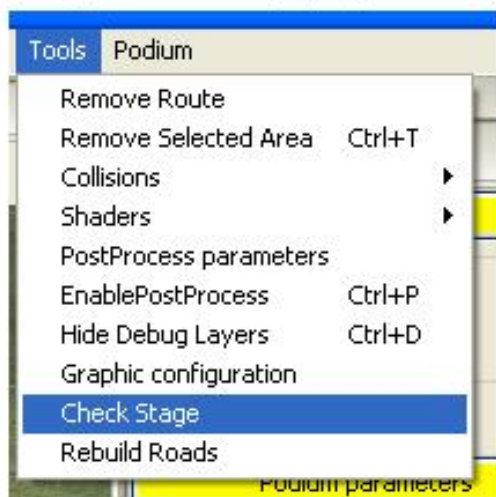 Tools Podium
Remove Route
Remove Selected Area Ctrl+T
Collisions
Shaders
PostProcess parameters
EnablePostProcess Ctrl+P
Hide Debug Layers Ctrl+D
Graphic configuration
Check Stage
Rebuild Roads
Podium parameters